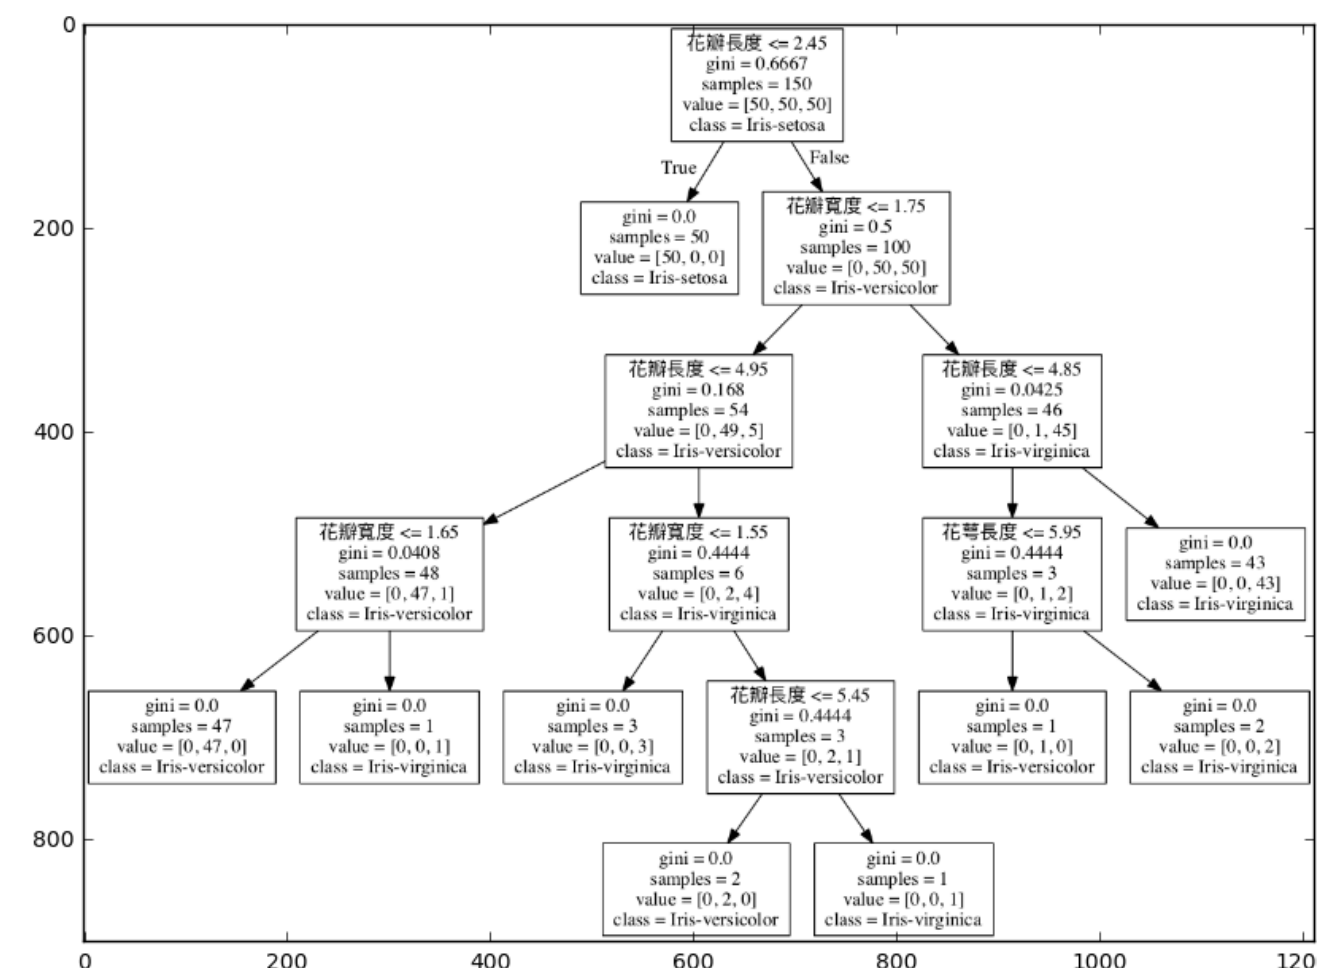 0
花瓣長度 <= 2.45
gini = 0.6667
samples = 150
value = [50, 50, 50]
class = Iris-setosa
True
False
200
gini = 0.0
samples = 50
value = [50, 0, 0]
class = Iris-setosa
花瓣寬度 <= 1.75
gini = 0.5
samples = 100
value = [0, 50, 50]
class = Iris-versicolor
花瓣長度 <= 4.95
gini = 0.168
samples = 54
value = [0, 49, 5]
class = Iris-versicolor
花瓣長度 <= 4.85
gini = 0.0425
samples = 46
value = [0, 1, 45]
class = Iris-virginica
400
花瓣寬度 <= 1.65
gini = 0.0408
samples = 48
value = [0, 47, 1]
class = Iris-versicolor
花瓣寬度 <= 1.55
gini = 0.4444
samples = 6
value = [0, 2, 4]
class = Iris-virginica
花萼長度 <= 5.95
gini = 0.4444
samples = 3
value = [0, 1, 2]
class = Iris-virginica
gini = 0.0
samples = 43
value = [0, 0, 43]
class = Iris-virginica
600
gini = 0.0
samples = 47
value = [0, 47, 0]
class = Iris-versicolor
gini = 0.0
samples = 1
value = [0, 0, 1]
class = Iris-virginica
gini = 0.0
samples = 3
value = [0, 0, 3]
class = Iris-virginica
花瓣長度 <= 5.45
gini = 0.4444
samples = 3
value = [0, 2, 1]
class = Iris-versicolor
gini = 0.0
samples = 1
value = [0, 1, 0]
class = Iris-versicolor
gini = 0.0
samples = 2
value = [0, 0, 2]
class = Iris-virginica
800
gini = 0.0
samples = 2
value = [0, 2, 0]
class = Iris-versicolor
gini = 0.0
samples = 1
value = [0, 0, 1]
class = Iris-virginica
0 200 400 600 800 1000 120